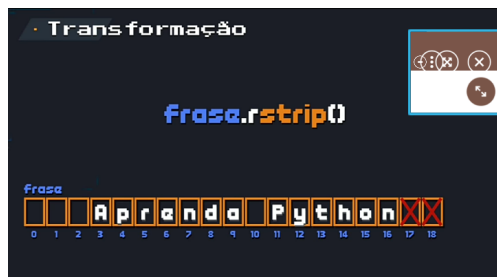 · Transformação
frase.rstrip()
frase
Aprenda Python
0 1 2 3 4 5 6 7 8 9 10 11 12 13 14 15 16 17 18